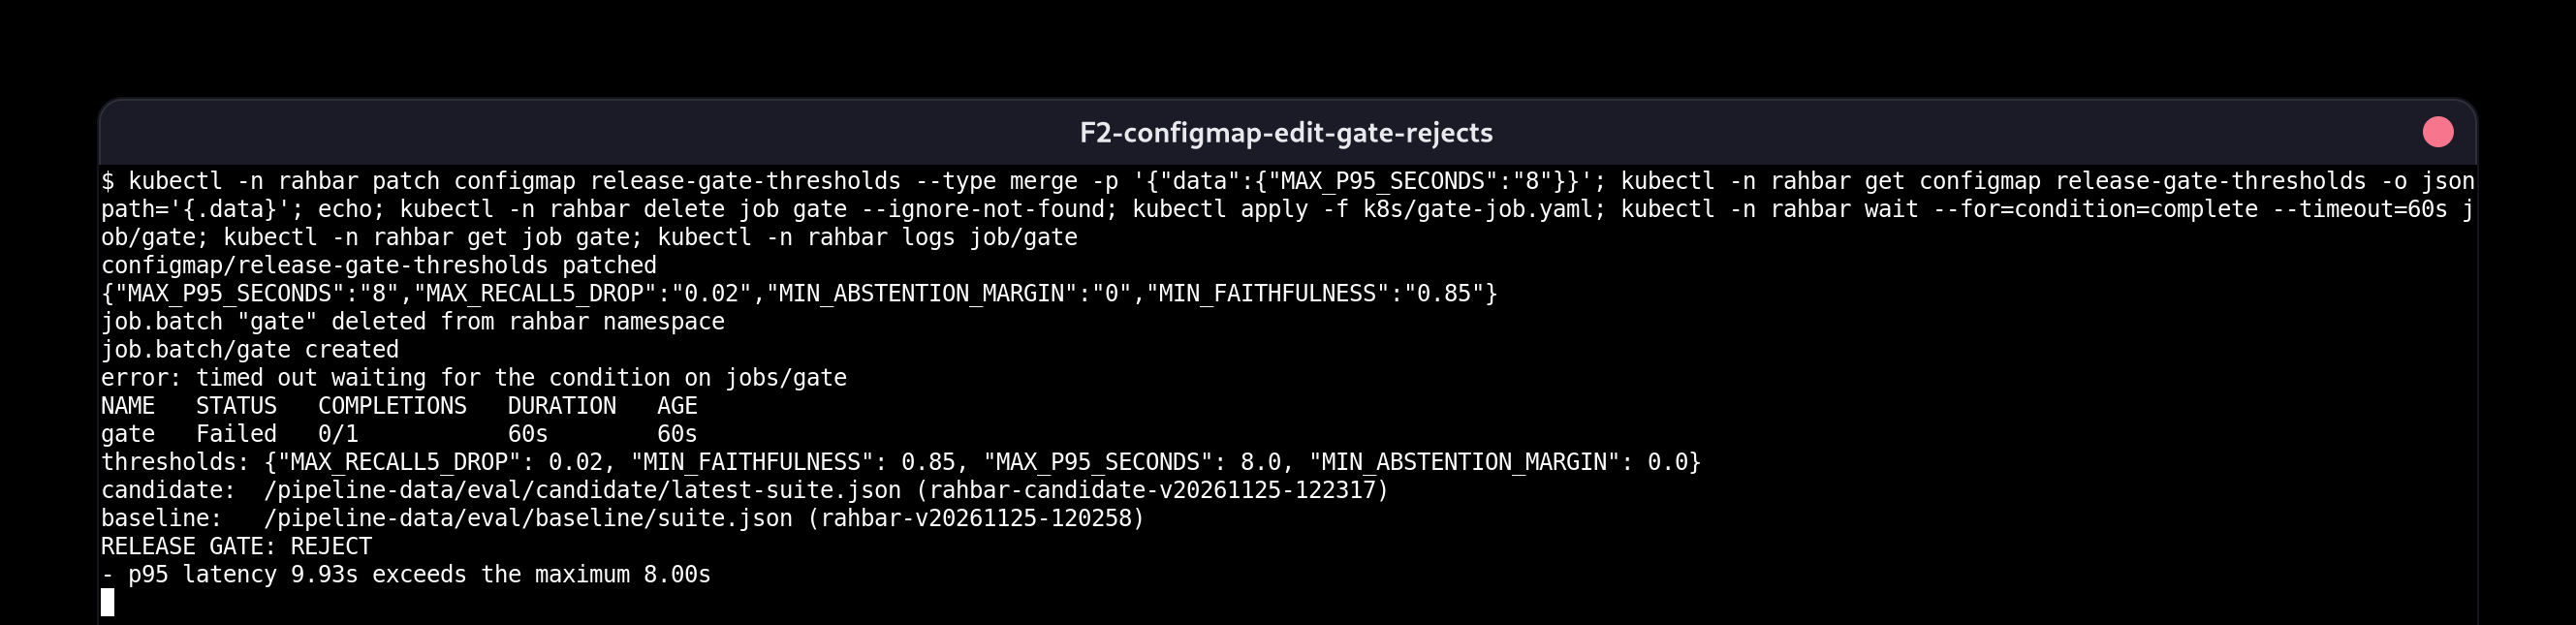 F2-configmap-edit-gate-rejects
$ kubectl -n rahbar patch configmap release-gate-thresholds --type merge -p '{"data":{"MAX_P95_SECONDS":"8"}}'; kubectl -n rahbar get configmap release-gate-thresholds -o json
path='{.data}'; echo; kubectl -n rahbar delete job gate --ignore-not-found; kubectl apply -f k8s/gate-job.yaml; kubectl -n rahbar wait --for=condition=complete --timeout=60s j
ob/gate; kubectl -n rahbar get job gate; kubectl -n rahbar logs job/gate
configmap/release-gate-thresholds patched
{"MAX_P95_SECONDS":"8","MAX_RECALL5_DROP":"0.02","MIN_ABSTENTION_MARGIN":"0","MIN_FAITHFULNESS":"0.85"}
job.batch "gate" deleted from rahbar namespace
job.batch/gate created
error: timed out waiting for the condition on jobs/gate
NAME   STATUS   COMPLETIONS   DURATION   AGE
gate   Failed   0/1           60s        60s
thresholds: {"MAX_RECALL5_DROP": 0.02, "MIN_FAITHFULNESS": 0.85, "MAX_P95_SECONDS": 8.0, "MIN_ABSTENTION_MARGIN": 0.0}
candidate:  /pipeline-data/eval/candidate/latest-suite.json (rahbar-candidate-v20261125-122317)
baseline:   /pipeline-data/eval/baseline/suite.json (rahbar-v20261125-120258)
RELEASE GATE: REJECT
- p95 latency 9.93s exceeds the maximum 8.00s